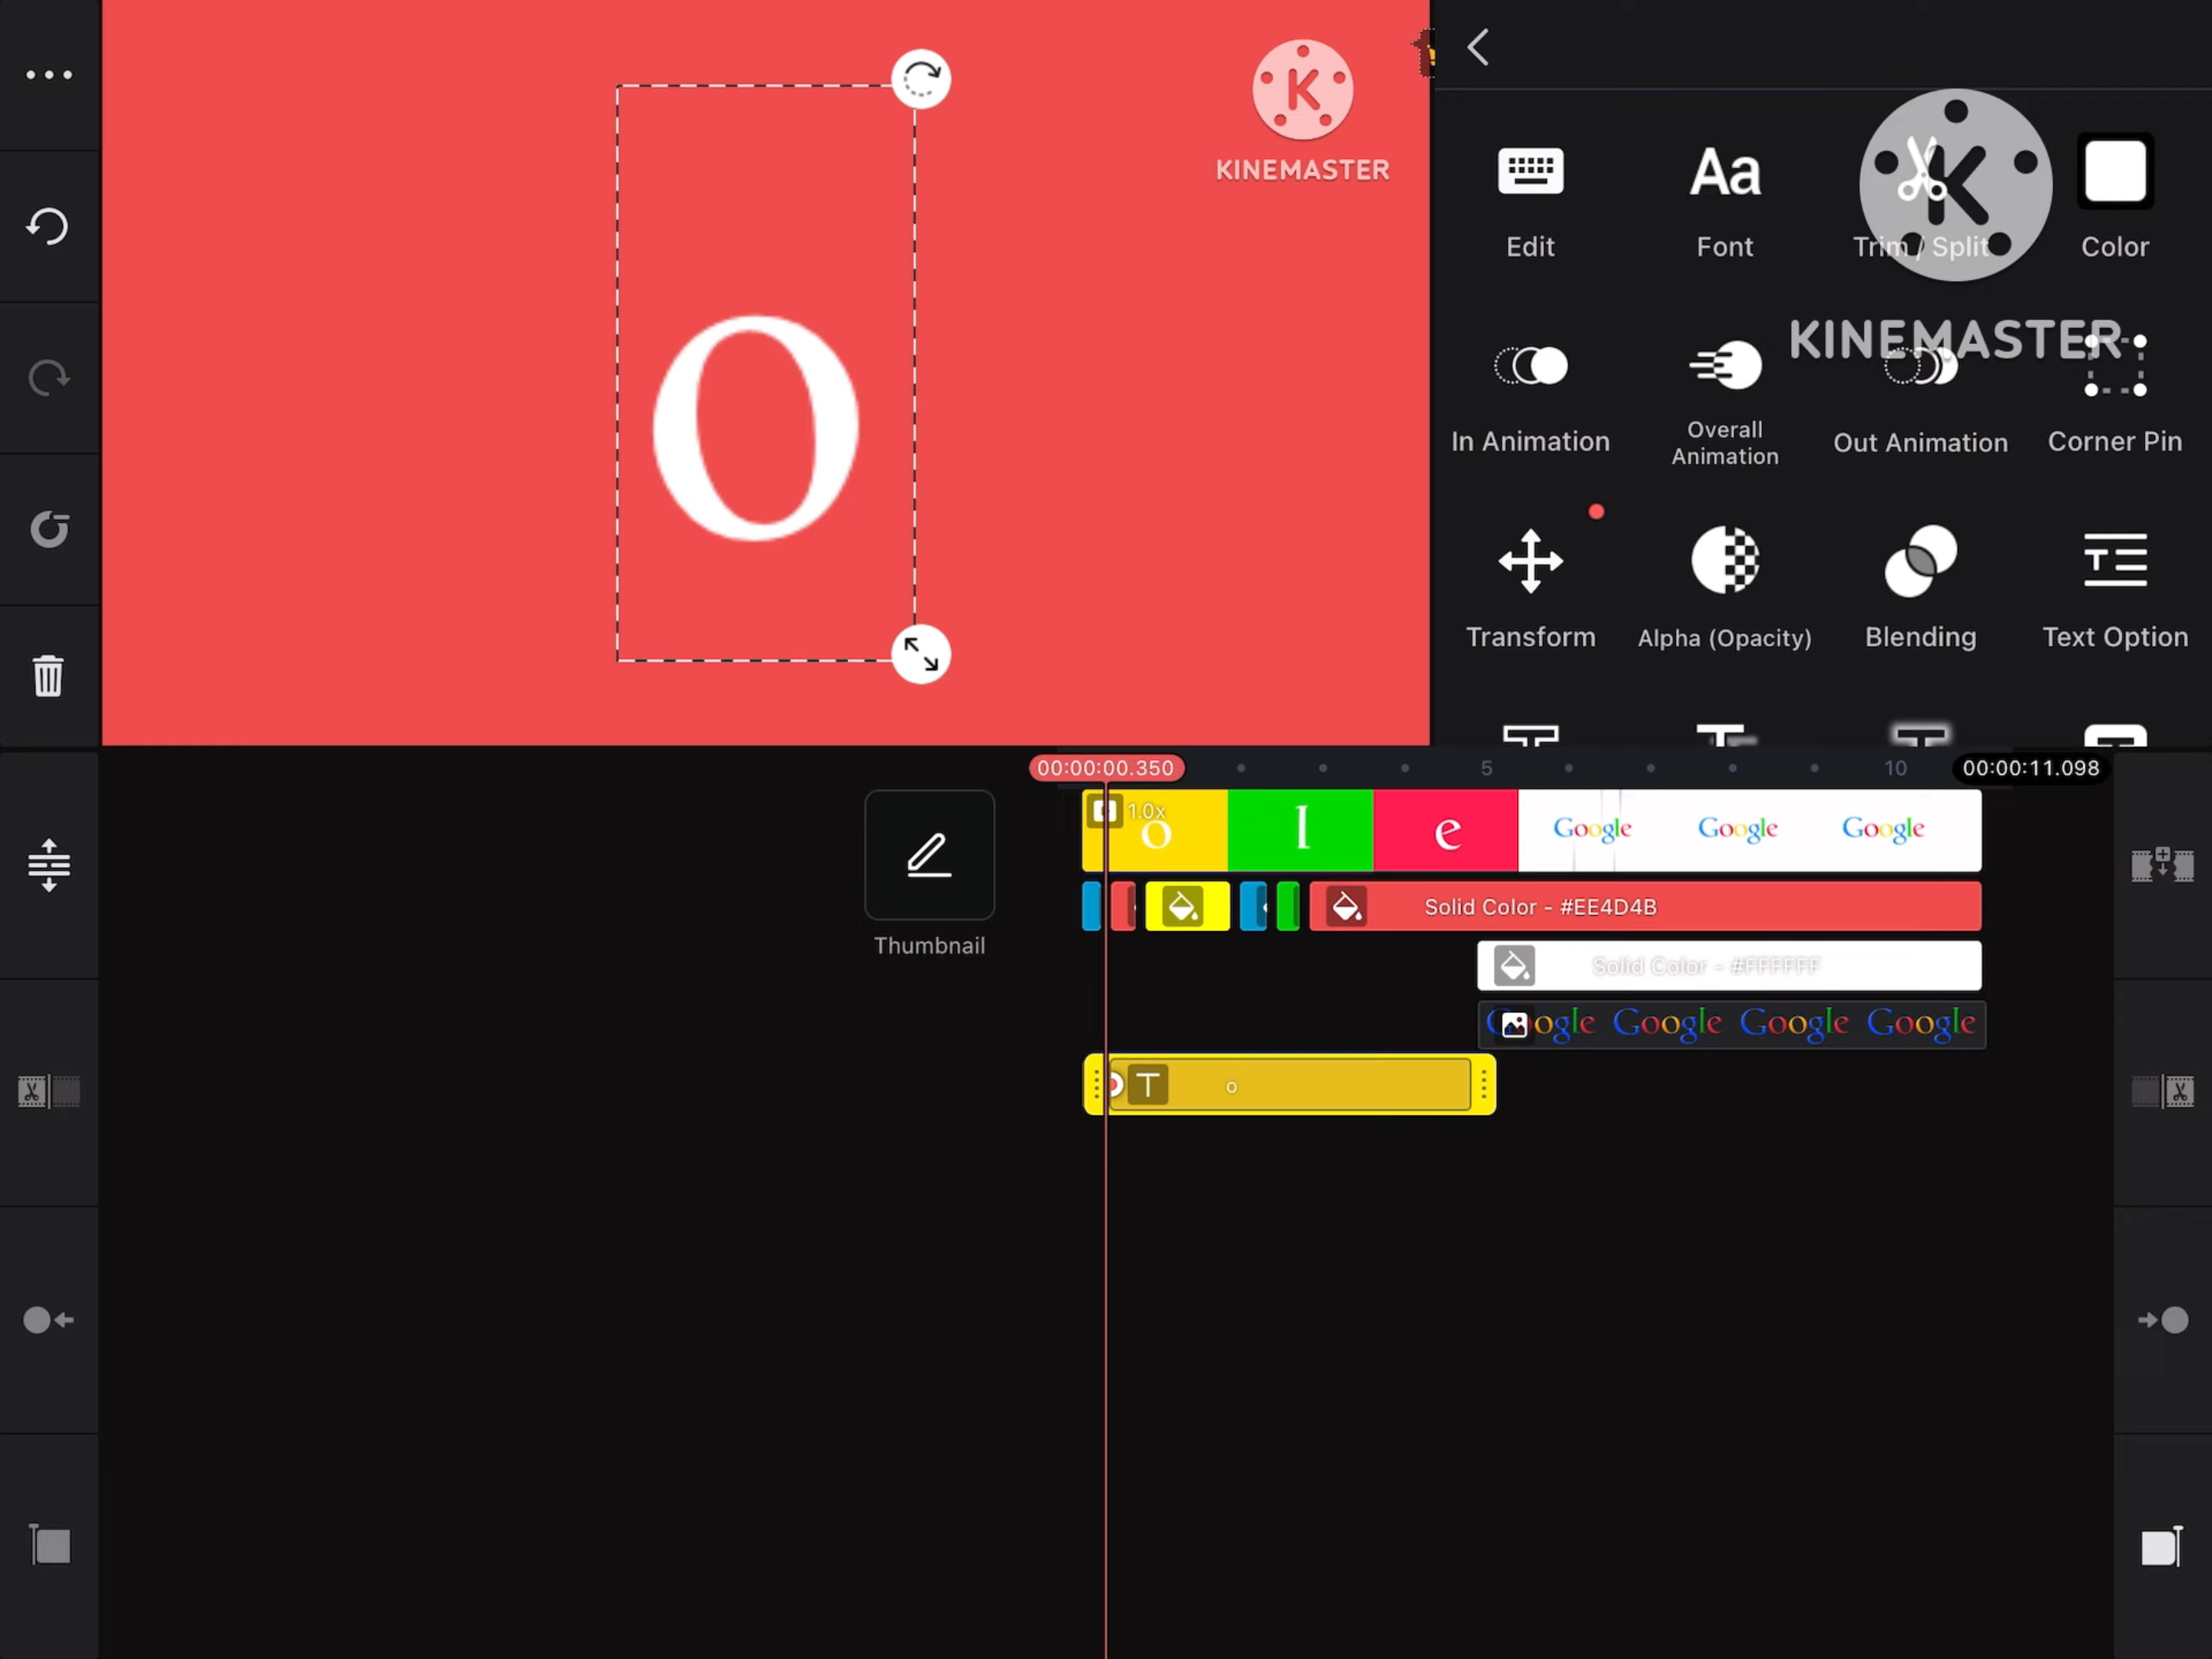 o
K
KINEMASTER
K
KINEMASTER
Edit
Aa
Font
Trim / Split
Color
In Animation
Overall
Animation
Out Animation
Corner Pin
Transform
Alpha (Opacity)
Blending
Text Option
00:00:00.350
5
10
00:00:11.098
1.0x
o
l
e
Google
Google
Google
Thumbnail
Solid Color - #EE4D4B
Solid Color - #FFFFFF
Google
Google
Google
Google
T
o